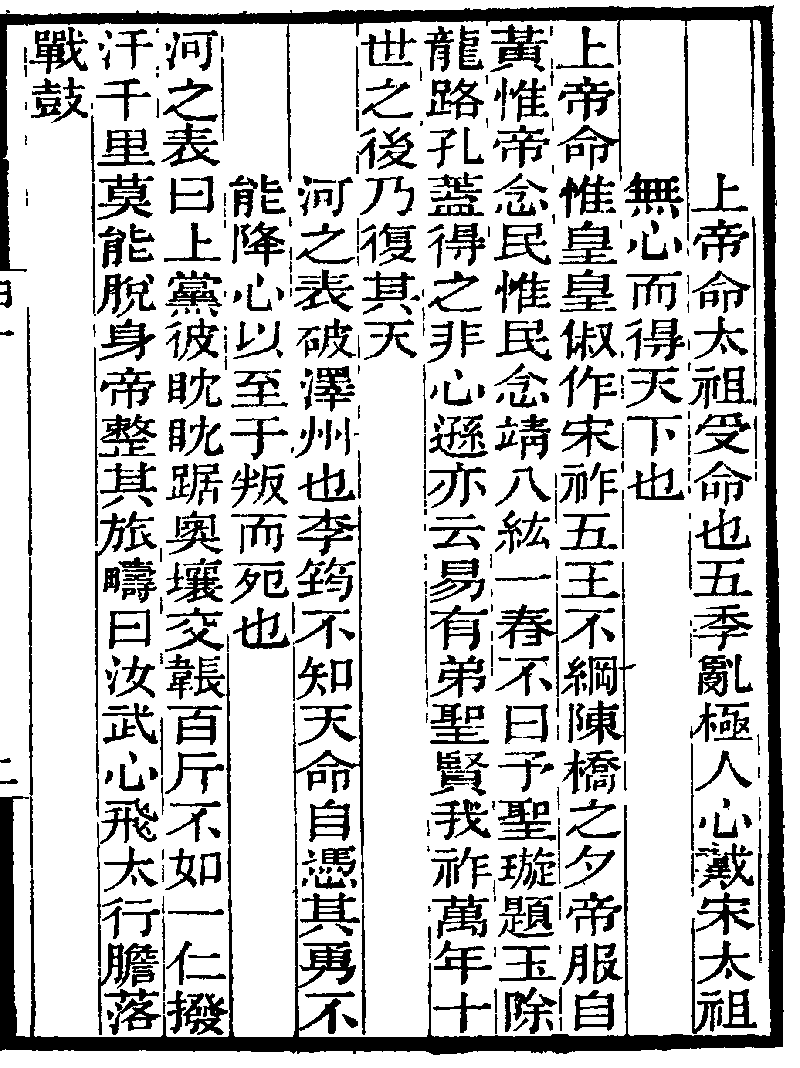 上帝命太祖受命也五季亂極人心戴宋太祖
無心而得天下也
上帝命惟皇皇俶作宋祚五王不綱陳橋之夕帝服自
黃惟帝念民惟民念靖八紘一春不曰予聖璇題玉除
龍路孔蓋得之非心遜亦云易有弟聖賢我祚萬年十
世之後乃復其天
河之表破澤州也李筠不知天命自憑其勇不
能降心以至于叛而死也
河之表曰上黨彼眈眈踞奧壤交韔百斤不如一仁撥
汗千里莫能脫身帝整其旅疇曰汝武心飛太行膽落
戰鼓